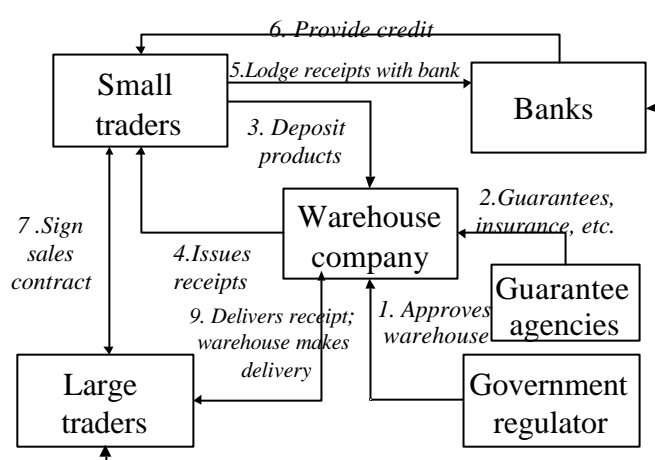 6. Provide credit
5.Lodge receipts with bank
Small
traders
Banks
3. Deposit
products
2.Guarantees,
insurance, etc.
7 .Sign
sales
contract
Warehouse
company
4.Issues
receipts
Guarantee
agencies
9. Delivers receipt;
warehouse makes
delivery
1. Approves
warehouse
Large
traders
Government
regulator